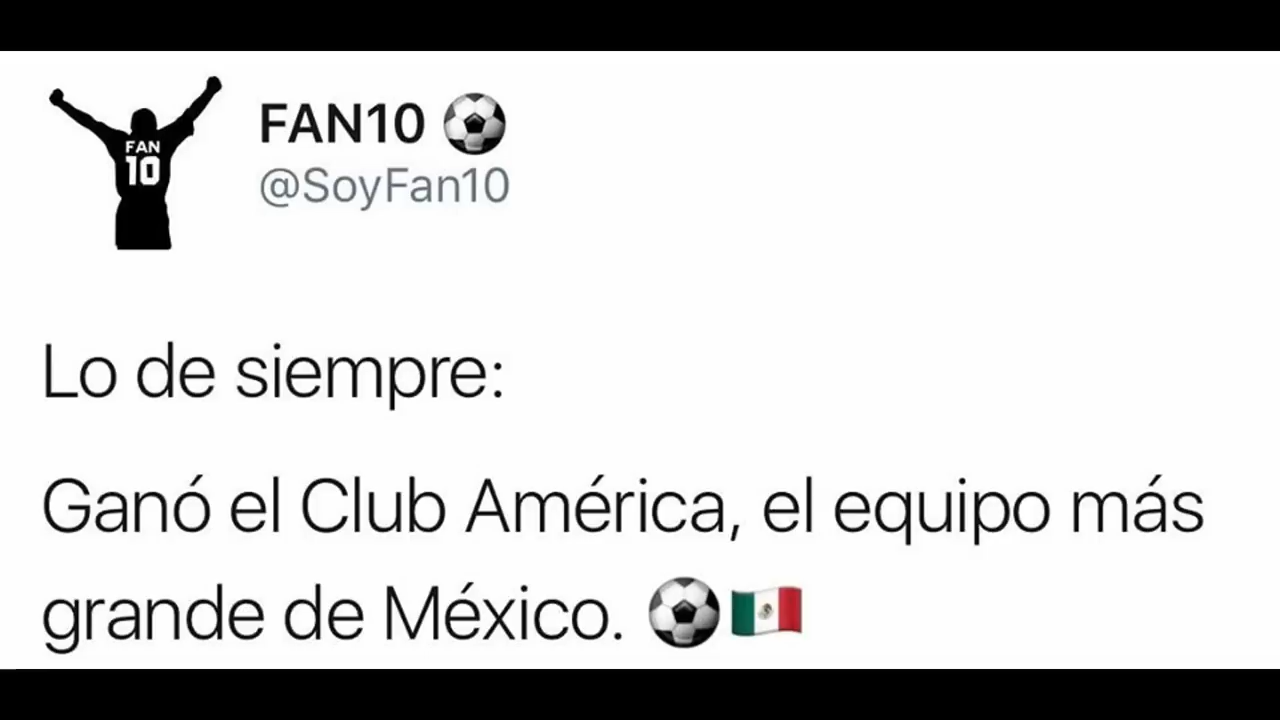 FAN
10
FAN10 ⚽
@SoyFan10
Lo de siempre:
Ganó el Club América, el equipo más
grande de México. ⚽🇲🇽